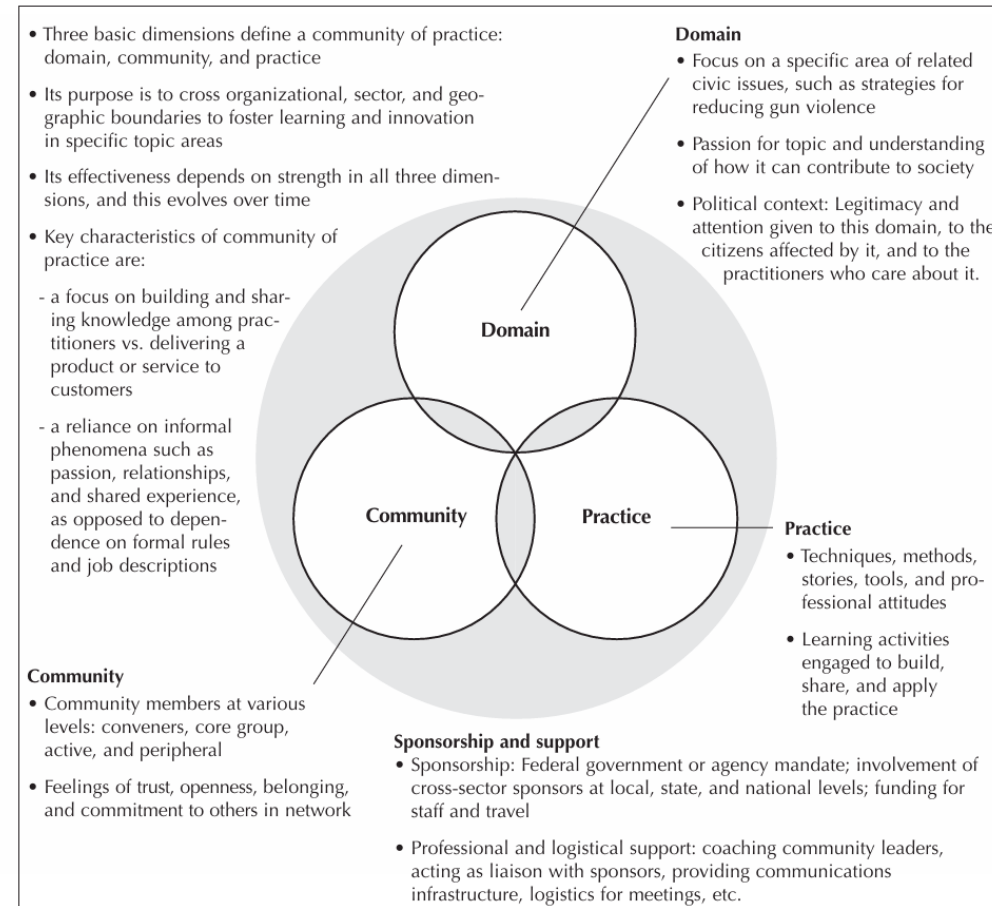 • Three basic dimensions define a community of practice:
domain, community, and practice
• Its purpose is to cross organizational, sector, and geo-
graphic boundaries to foster learning and innovation
in specific topic areas
• Its effectiveness depends on strength in all three dimen-
sions, and this evolves over time
• Key characteristics of community of
practice are:
- a focus on building and shar-
ing knowledge among prac-
titioners vs. delivering a
product or service to
customers
- a reliance on informal
phenomena such as
passion, relationships,
and shared experience,
as opposed to depen-
dence on formal rules
and job descriptions
Domain
• Focus on a specific area of related
civic issues, such as strategies for
reducing gun violence
• Passion for topic and understanding
of how it can contribute to society
• Political context: Legitimacy and
attention given to this domain, to the
citizens affected by it, and to the
practitioners who care about it.
Domain
Community
Practice
Practice
• Techniques, methods,
stories, tools, and pro-
fessional attitudes
• Learning activities
engaged to build,
share, and apply
the practice
Community
• Community members at various
levels: conveners, core group,
active, and peripheral
• Feelings of trust, openness, belonging,
and commitment to others in network
Sponsorship and support
• Sponsorship: Federal government or agency mandate; involvement of
cross-sector sponsors at local, state, and national levels; funding for
staff and travel
• Professional and logistical support: coaching community leaders,
acting as liaison with sponsors, providing communications
infrastructure, logistics for meetings, etc.